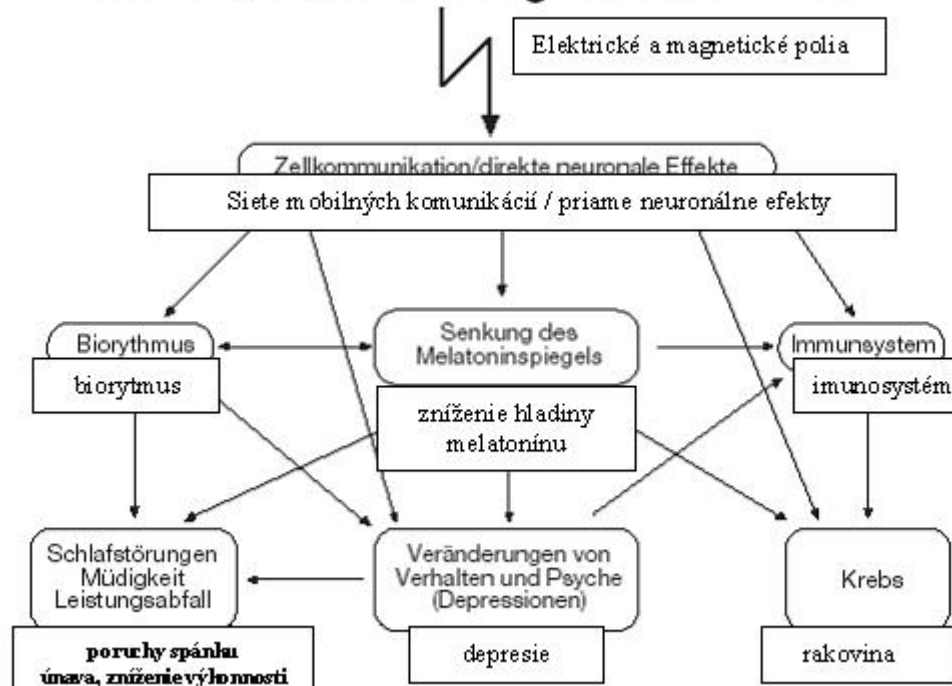 Elektrické a magnetické polia
Zellkommunikation/direkte neuronale Effekte
Siete mobilných komunikácií / priame neuronálne efekty
Biorythmus
Senkung des
Melatoninspiegels
Immunsystem
biorytmus
zníženie hladiny
melatonínu
imunosystém
Schlafstörungen
Müdigkeit
Leistungsabfall
Veränderungen von
Verhalten und Psyche
(Depressionen)
Krebs
poruchy spánku
únava, zníženie výkonnosti
depresie
rakovina